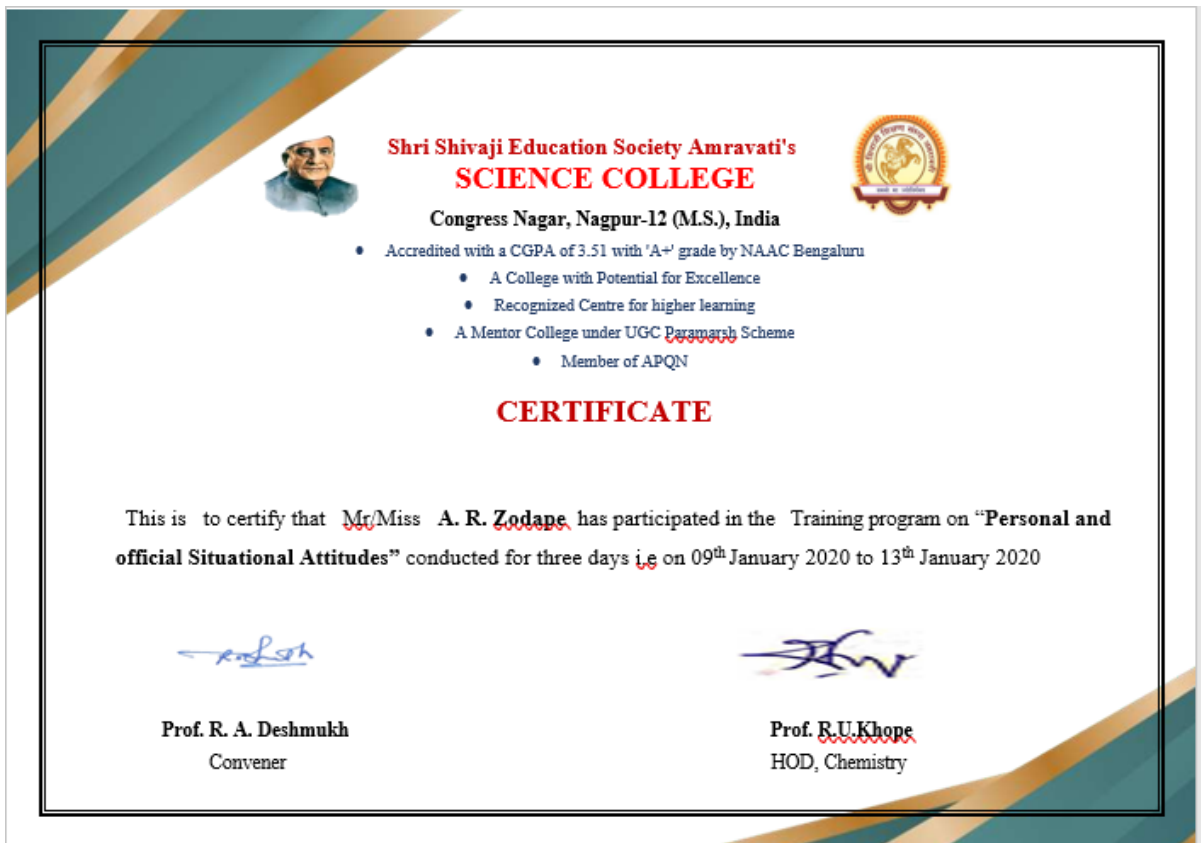 Shri Shivaji Education Society Amravati's
SCIENCE COLLEGE
Congress Nagar, Nagpur-12 (M.S.), India
• Accredited with a CGPA of 3.51 with 'A+' grade by NAAC Bengaluru
• A College with Potential for Excellence
• Recognized Centre for higher learning
• A Mentor College under UGC Paramarsh Scheme
• Member of APQN
CERTIFICATE
This is to certify that Mr/Miss A. R. Zodape has participated in the Training program on “Personal and
official Situational Attitudes” conducted for three days i.e on 09th January 2020 to 13th January 2020
Prof. R. A. Deshmukh
Convener
Prof. R.U.Khope
HOD, Chemistry